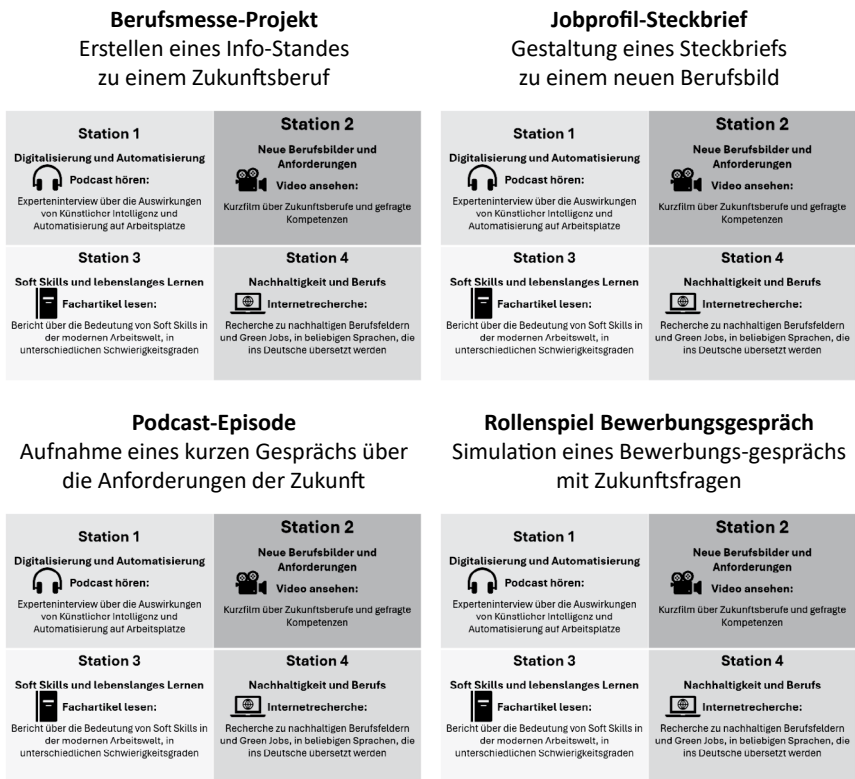 Berufsmesse-Projekt
Erstellen eines Info-Standes
zu einem Zukunftsberuf
Station 1
Digitalisierung und Automatisierung
Podcast hören:
Experteninterview über die Auswirkungen
von Künstlicher Intelligenz und
Automatisierung auf Arbeitsplätze
Station 2
Neue Berufsbilder und
Anforderungen
Video ansehen:
Kurzfilm über Zukunftsberufe und gefragte
Kompetenzen
Station 3
Soft Skills und lebenslanges Lernen
Fachartikel lesen:
Bericht über die Bedeutung von Soft Skills in
der modernen Arbeitswelt, in
unterschiedlichen Schwierigkeitsgraden
Station 4
Nachhaltigkeit und Berufs
Internetrecherche:
Recherche zu nachhaltigen Berufsfeldern
und Green Jobs, in beliebigen Sprachen, die
ins Deutsche übersetzt werden
Jobprofil-Steckbrief
Gestaltung eines Steckbriefs
zu einem neuen Berufsbild
Station 1
Digitalisierung und Automatisierung
Podcast hören:
Experteninterview über die Auswirkungen
von Künstlicher Intelligenz und
Automatisierung auf Arbeitsplätze
Station 2
Neue Berufsbilder und
Anforderungen
Video ansehen:
Kurzfilm über Zukunftsberufe und gefragte
Kompetenzen
Station 3
Soft Skills und lebenslanges Lernen
Fachartikel lesen:
Bericht über die Bedeutung von Soft Skills in
der modernen Arbeitswelt, in
unterschiedlichen Schwierigkeitsgraden
Station 4
Nachhaltigkeit und Berufs
Internetrecherche:
Recherche zu nachhaltigen Berufsfeldern
und Green Jobs, in beliebigen Sprachen, die
ins Deutsche übersetzt werden
Podcast-Episode
Aufnahme eines kurzen Gesprächs über
die Anforderungen der Zukunft
Station 1
Digitalisierung und Automatisierung
Podcast hören:
Experteninterview über die Auswirkungen
von Künstlicher Intelligenz und
Automatisierung auf Arbeitsplätze
Station 2
Neue Berufsbilder und
Anforderungen
Video ansehen:
Kurzfilm über Zukunftsberufe und gefragte
Kompetenzen
Station 3
Soft Skills und lebenslanges Lernen
Fachartikel lesen:
Bericht über die Bedeutung von Soft Skills in
der modernen Arbeitswelt, in
unterschiedlichen Schwierigkeitsgraden
Station 4
Nachhaltigkeit und Berufs
Internetrecherche:
Recherche zu nachhaltigen Berufsfeldern
und Green Jobs, in beliebigen Sprachen, die
ins Deutsche übersetzt werden
Rollenspiel Bewerbungsgespräch
Simulation eines Bewerbungs-gesprächs
mit Zukunftsfragen
Station 1
Digitalisierung und Automatisierung
Podcast hören:
Experteninterview über die Auswirkungen
von Künstlicher Intelligenz und
Automatisierung auf Arbeitsplätze
Station 2
Neue Berufsbilder und
Anforderungen
Video ansehen:
Kurzfilm über Zukunftsberufe und gefragte
Kompetenzen
Station 3
Soft Skills und lebenslanges Lernen
Fachartikel lesen:
Bericht über die Bedeutung von Soft Skills in
der modernen Arbeitswelt, in
unterschiedlichen Schwierigkeitsgraden
Station 4
Nachhaltigkeit und Berufs
Internetrecherche:
Recherche zu nachhaltigen Berufsfeldern
und Green Jobs, in beliebigen Sprachen, die
ins Deutsche übersetzt werden